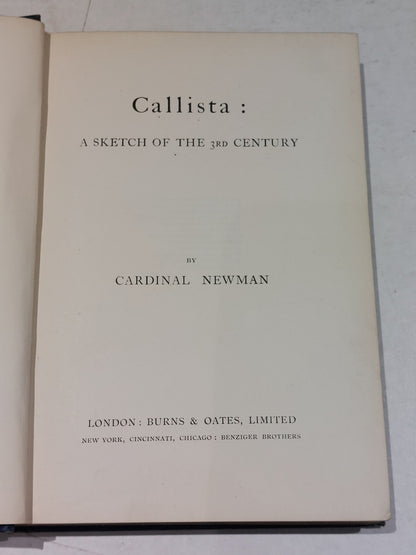 Callista :
A SKETCH OF THE 3RD CENTURY
BY
CARDINAL NEWMAN
LONDON : BURNS & OATES, LIMITED
NEW YORK, CINCINNATI, CHICAGO : BENZIGER BROTHERS